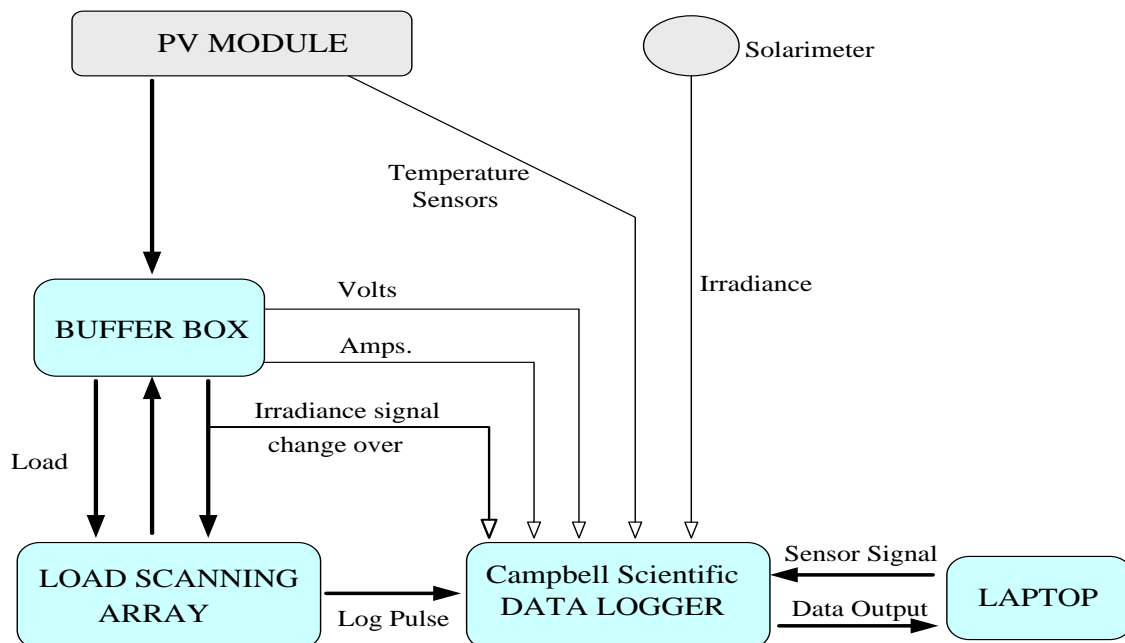 PV MODULE
Solarimeter
Temperature
Sensors
Irradiance
Volts
BUFFER BOX
Amps.
Irradiance signal
change over
Load
LOAD SCANNING
ARRAY
Log Pulse
Campbell Scientific
DATA LOGGER
Sensor Signal
Data Output
LAPTOP